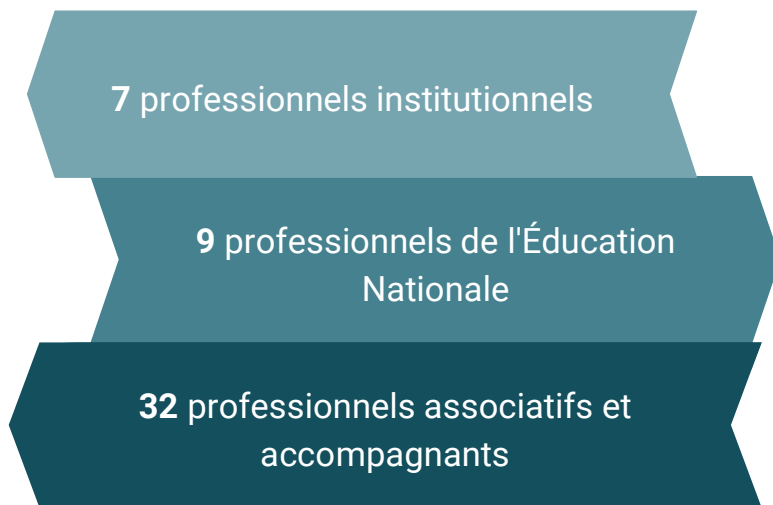 7 professionnels institutionnels
9 professionnels de l'Éducation
Nationale
32 professionnels associatifs et
accompagnants